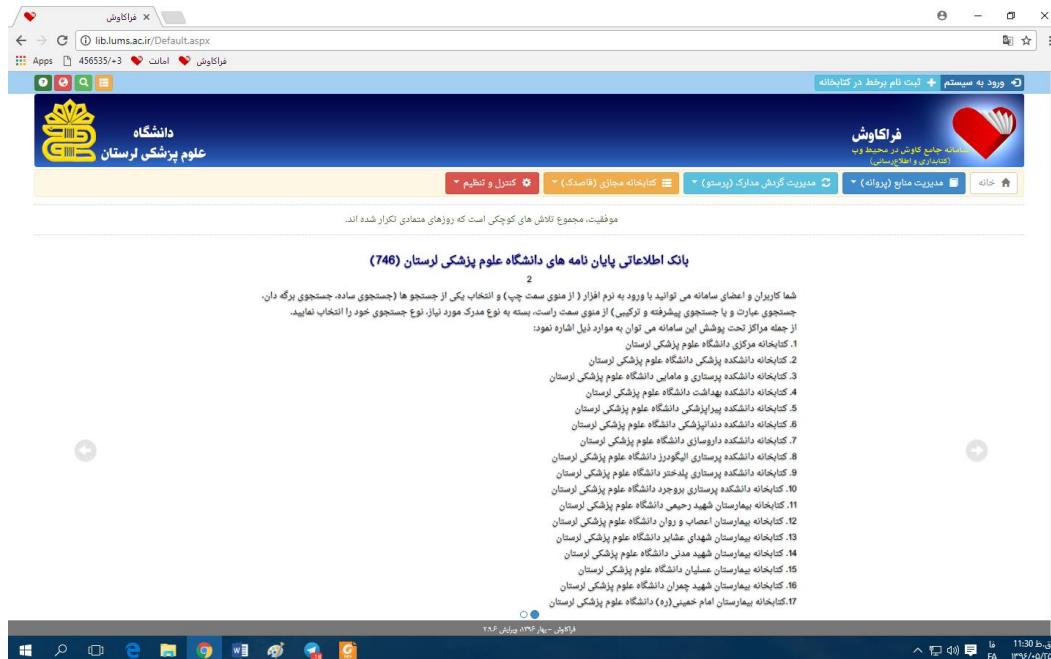 فراکاوش
lib.lums.ac.ir/Default.aspx
Apps
456535/+3
امانت
فراکاوش
ورود به سیستم
ثبت نام برخط در کتابخانه
فراکاوش
سامانه جامع کاوش در محیط وب
(کتابداری و اطلاع‌رسانی)
دانشگاه
علوم پزشکی لرستان
خانه
مدیریت منابع (پروانه)
مدیریت گردش مدارک (پرستو)
کتابخانه مجازی (قاصدک)
کنترل و تنظیم
موفقیت، مجموع تلاش های کوچکی است که روزهای متمادی تکرار شده اند.
بانک اطلاعاتی پایان نامه های دانشگاه علوم پزشکی لرستان (746)
2
شما کاربران و اعضای سامانه می توانید با ورود به نرم افزار ( از منوی سمت چپ) و انتخاب یکی از جستجو ها (جستجوی ساده، جستجوی برگه دان،
جستجوی عبارت و یا جستجوی پیشرفته و ترکیبی) از منوی سمت راست، بسته به نوع مدرک مورد نیاز، نوع جستجوی خود را انتخاب نمایید.
از جمله مراکز تحت پوشش این سامانه می توان به موارد ذیل اشاره نمود:
1. کتابخانه مرکزی دانشگاه علوم پزشکی لرستان
2. کتابخانه دانشکده پزشکی دانشگاه علوم پزشکی لرستان
3. کتابخانه دانشکده پرستاری و مامایی دانشگاه علوم پزشکی لرستان
4. کتابخانه دانشکده بهداشت دانشگاه علوم پزشکی لرستان
5. کتابخانه دانشکده پیراپزشکی دانشگاه علوم پزشکی لرستان
6. کتابخانه دانشکده دندانپزشکی دانشگاه علوم پزشکی لرستان
7. کتابخانه دانشکده داروسازی دانشگاه علوم پزشکی لرستان
8. کتابخانه دانشکده پرستاری الیگودرز دانشگاه علوم پزشکی لرستان
9. کتابخانه دانشکده پرستاری پلدختر دانشگاه علوم پزشکی لرستان
10. کتابخانه دانشکده پرستاری بروجرد دانشگاه علوم پزشکی لرستان
11. کتابخانه بیمارستان شهید رحیمی دانشگاه علوم پزشکی لرستان
12. کتابخانه بیمارستان اعصاب و روان دانشگاه علوم پزشکی لرستان
13. کتابخانه بیمارستان شهدای عشایر دانشگاه علوم پزشکی لرستان
14. کتابخانه بیمارستان شهید مدنی دانشگاه علوم پزشکی لرستان
15. کتابخانه بیمارستان عسلیان دانشگاه علوم پزشکی لرستان
16. کتابخانه بیمارستان شهید چمران دانشگاه علوم پزشکی لرستان
17.کتابخانه بیمارستان امام خمینی(ره) دانشگاه علوم پزشکی لرستان
فراکاوش - بهار ۱۳۹۶، ویرایش ۲.۹.۶
فا
FA
11:30 ق.ظ